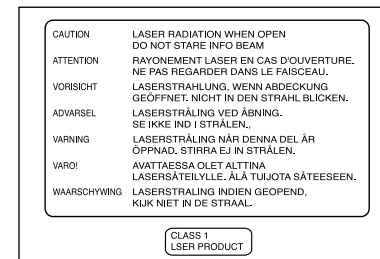 CAUTION LASER RADIATION WHEN OPEN
DO NOT STARE INFO BEAM
ATTENTION RAYONEMENT LASER EN CAS D'OUVERTURE.
NE PAS REGARDER DANS LE FAISCEAU.
VORISICHT LASERSTRAHLUNG, WENN ABDECKUNG
GEÖFFNET. NICHT IN DEN STRAHL BLICKEN.
ADVARSEL LASERSTRÅLING VED ÅBNING.
SE IKKE IND I STRÅLEN.,
VARNING LASERSTRÅLING NÅR DENNA DEL ÅR
ÖPPNAD. STIRRA EJ IN STRÅLEN.
VARO! AVATTAESSA OLET ALTTINA
LASERSÅTEILYLLE. ÅLÅ TUIJOTA SÅTEESEEN.
WAARSCHYWING LASERSTRALING INDIEN GEOPEND,
KIJK NIET IN DE STRAAL.
CLASS 1
LSER PRODUCT